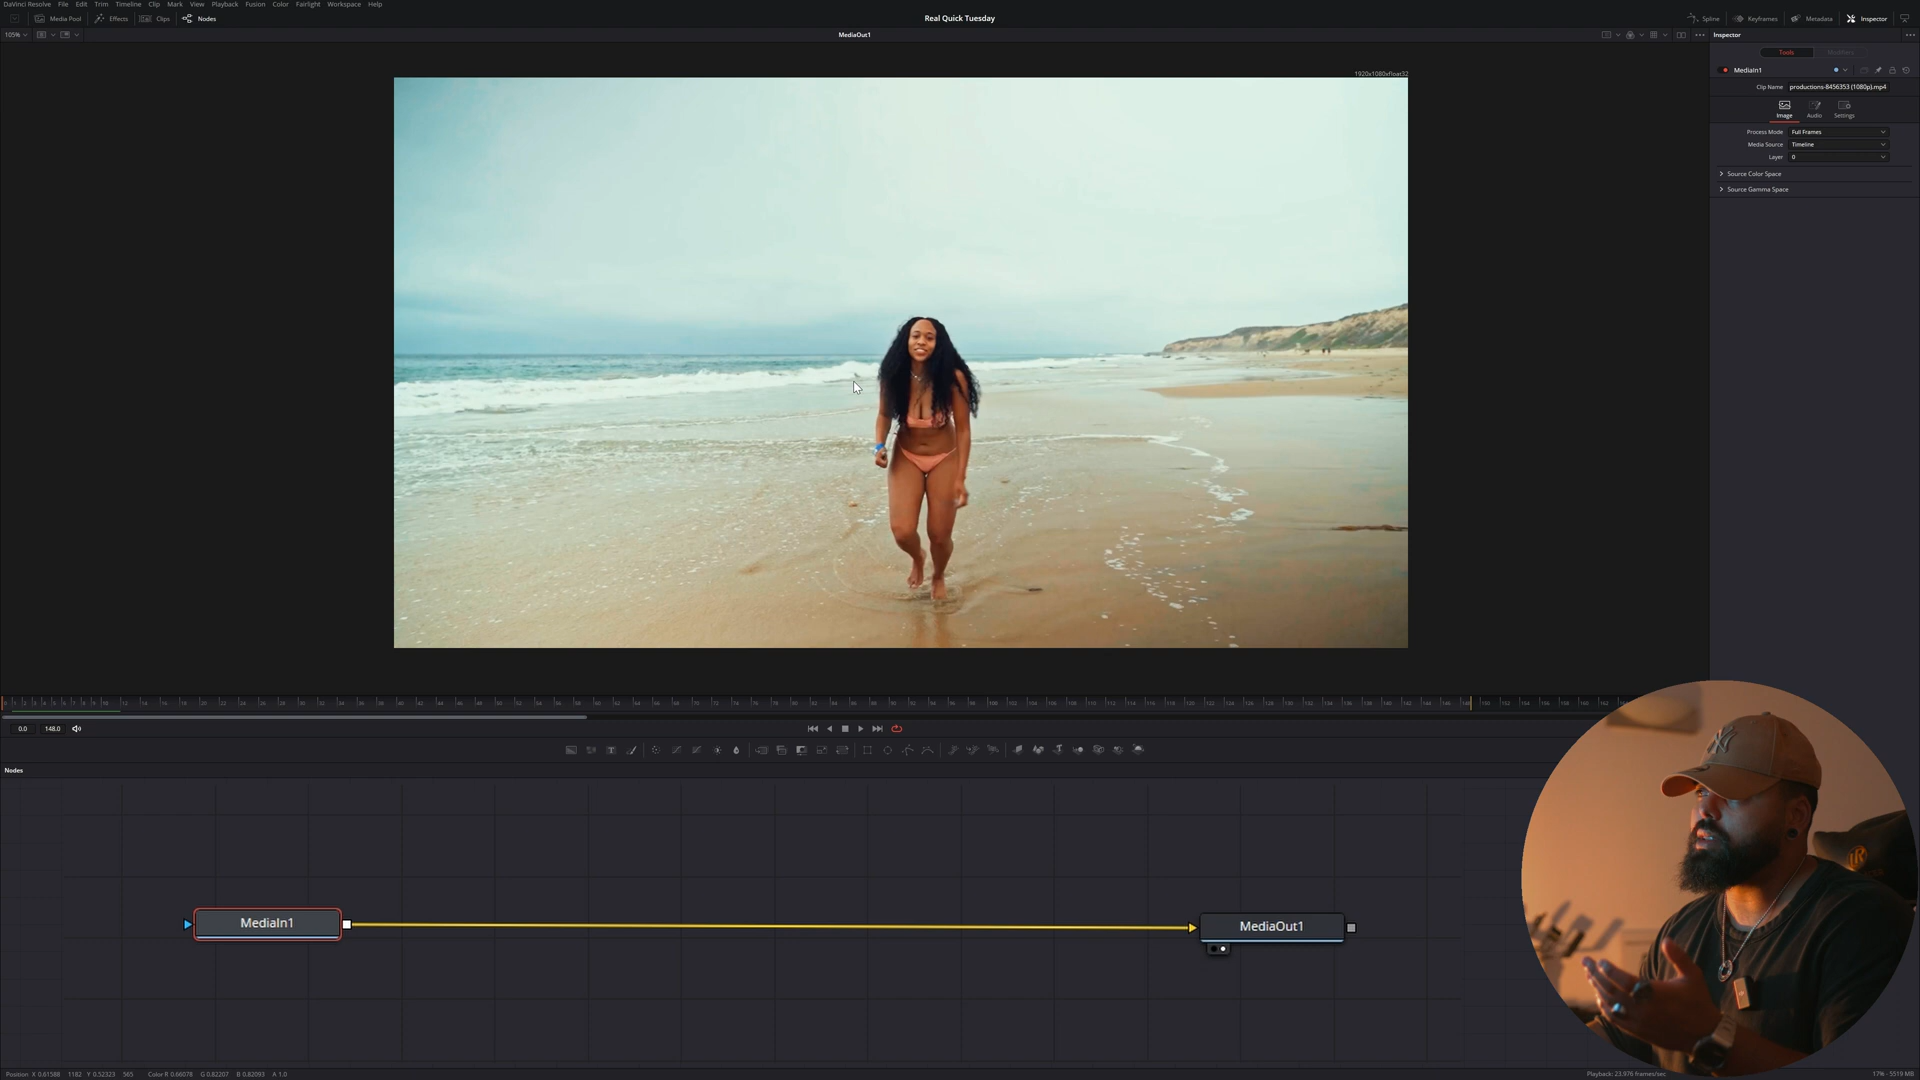 DaVinci Resolve File Edit Trim Timeline Clip Mark View Playback Fusion Color Fairlight Workspace Help
Media Pool Effects Clips Nodes Real Quick Tuesday Spline Keyframes Metadata Inspector
105% MediaOut1 Inspector
Tools Modifiers
1920x1080xfloat32
MediaIn1
Clip Name productions-8456353 (1080p).mp4
Image Audio Settings
Process Mode Full Frames
Media Source Timeline
Layer 0
Source Color Space
Source Gamma Space
0.0 148.0
Nodes
MediaIn1
MediaOut1
Position X 0.61588 1182 Y 0.52323 565 Color R 0.66078 G 0.82207 B 0.82093 A 1.0 Playback: 23.976 frames/sec 17% - 5519 MB